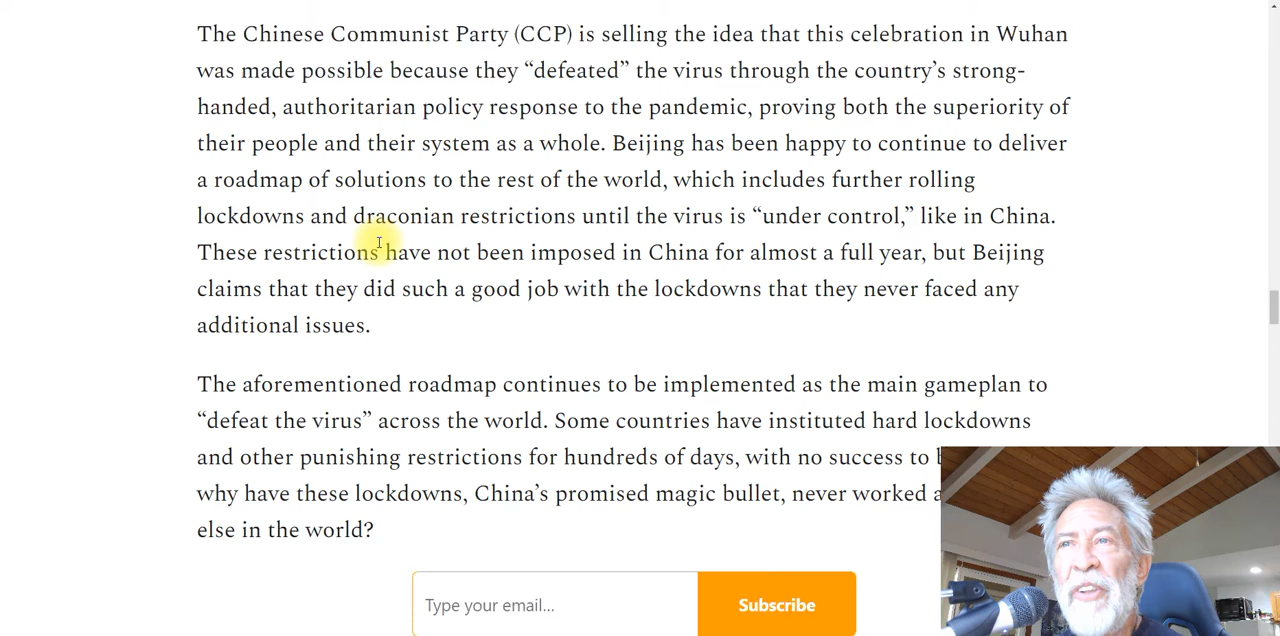 The Chinese Communist Party (CCP) is selling the idea that this celebration in Wuhan
was made possible because they “defeated” the virus through the country’s strong-
handed, authoritarian policy response to the pandemic, proving both the superiority of
their people and their system as a whole. Beijing has been happy to continue to deliver
a roadmap of solutions to the rest of the world, which includes further rolling
lockdowns and draconian restrictions until the virus is “under control,” like in China.
These restrictions have not been imposed in China for almost a full year, but Beijing
claims that they did such a good job with the lockdowns that they never faced any
additional issues.
The aforementioned roadmap continues to be implemented as the main gameplan to
“defeat the virus” across the world. Some countries have instituted hard lockdowns
and other punishing restrictions for hundreds of days, with no success to
why have these lockdowns, China’s promised magic bullet, never worked
else in the world?
Type your email...
Subscribe